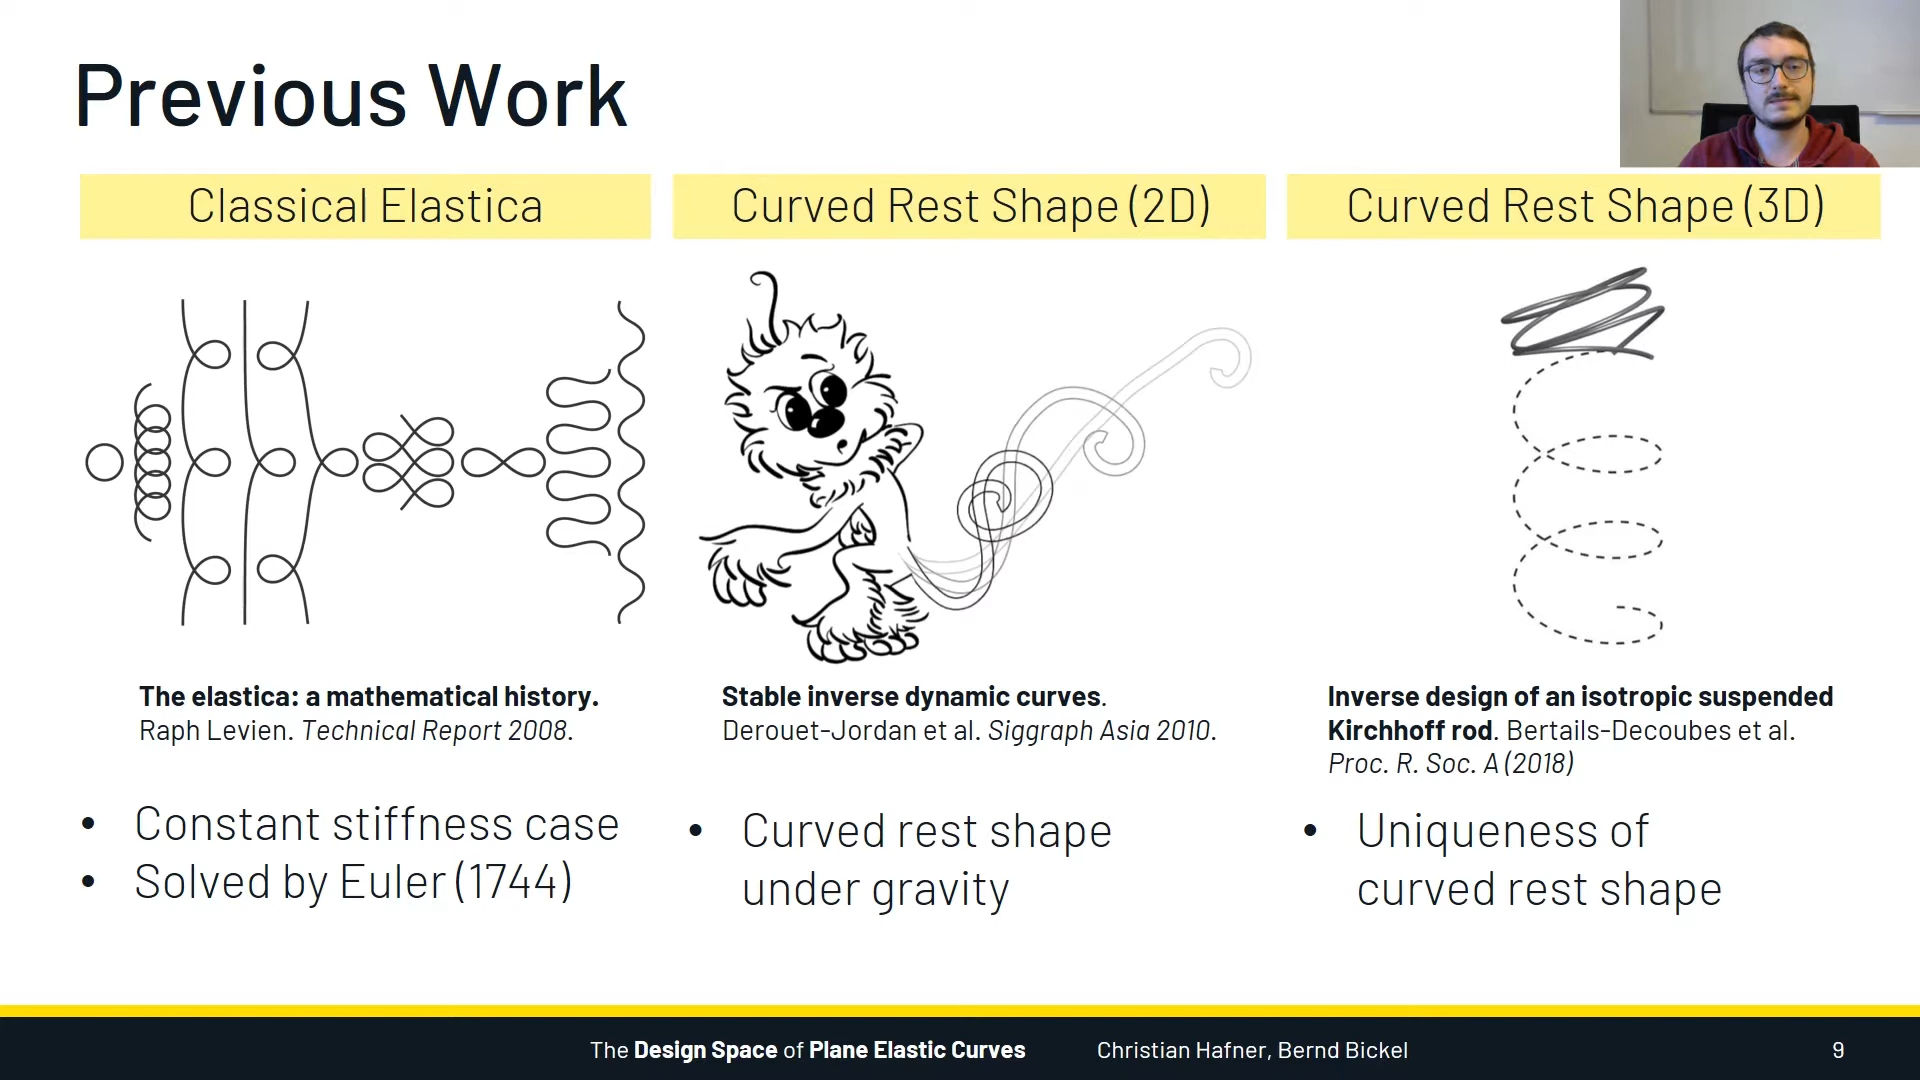 Previous Work
Classical Elastica
Curved Rest Shape (2D)
Curved Rest Shape (3D)
The elastica: a mathematical history.
Raph Levien. Technical Report 2008.
Stable inverse dynamic curves.
Derouet-Jordan et al. Siggraph Asia 2010.
Inverse design of an isotropic suspended
Kirchhoff rod. Bertails-Decoubes et al.
Proc. R. Soc. A (2018)
• Constant stiffness case
• Solved by Euler (1744)
• Curved rest shape
under gravity
• Uniqueness of
curved rest shape
The Design Space of Plane Elastic Curves
Christian Hafner, Bernd Bickel
9